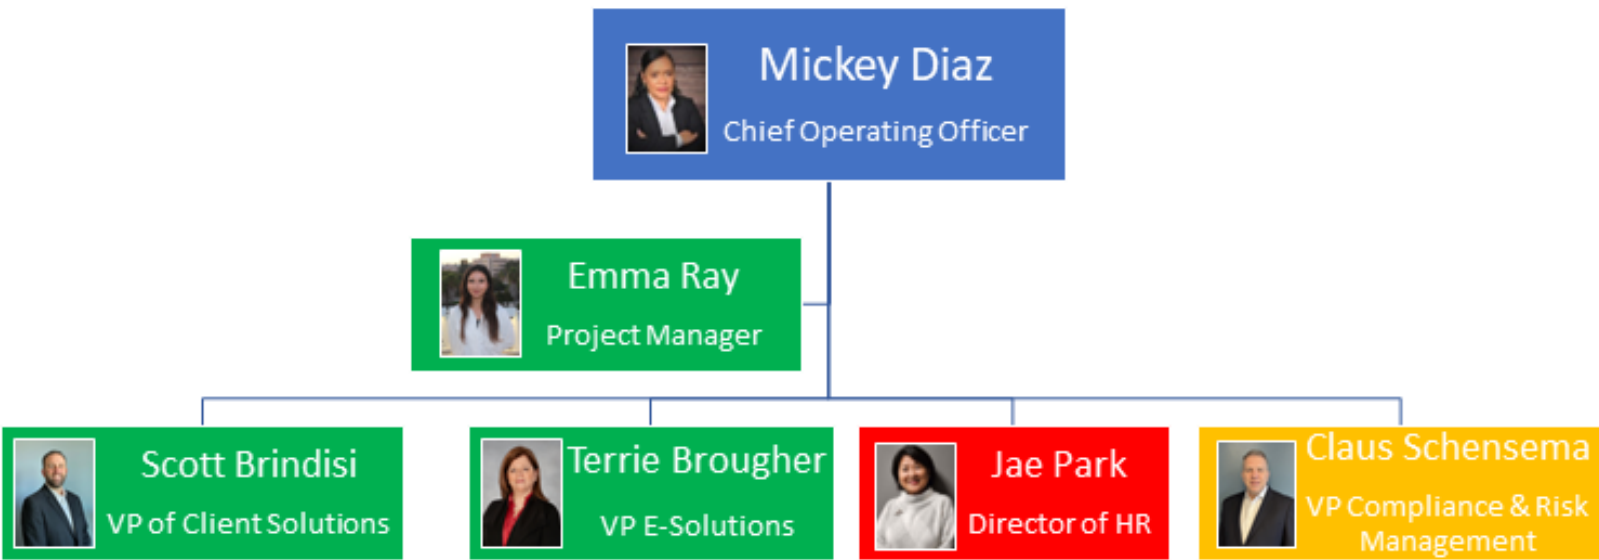 Mickey Diaz
Chief Operating Officer
Emma Ray
Project Manager
Scott Brindisi
VP of Client Solutions
Terrie Brougher
VP E-Solutions
Jae Park
Director of HR
Claus Schensema
VP Compliance & Risk
Management